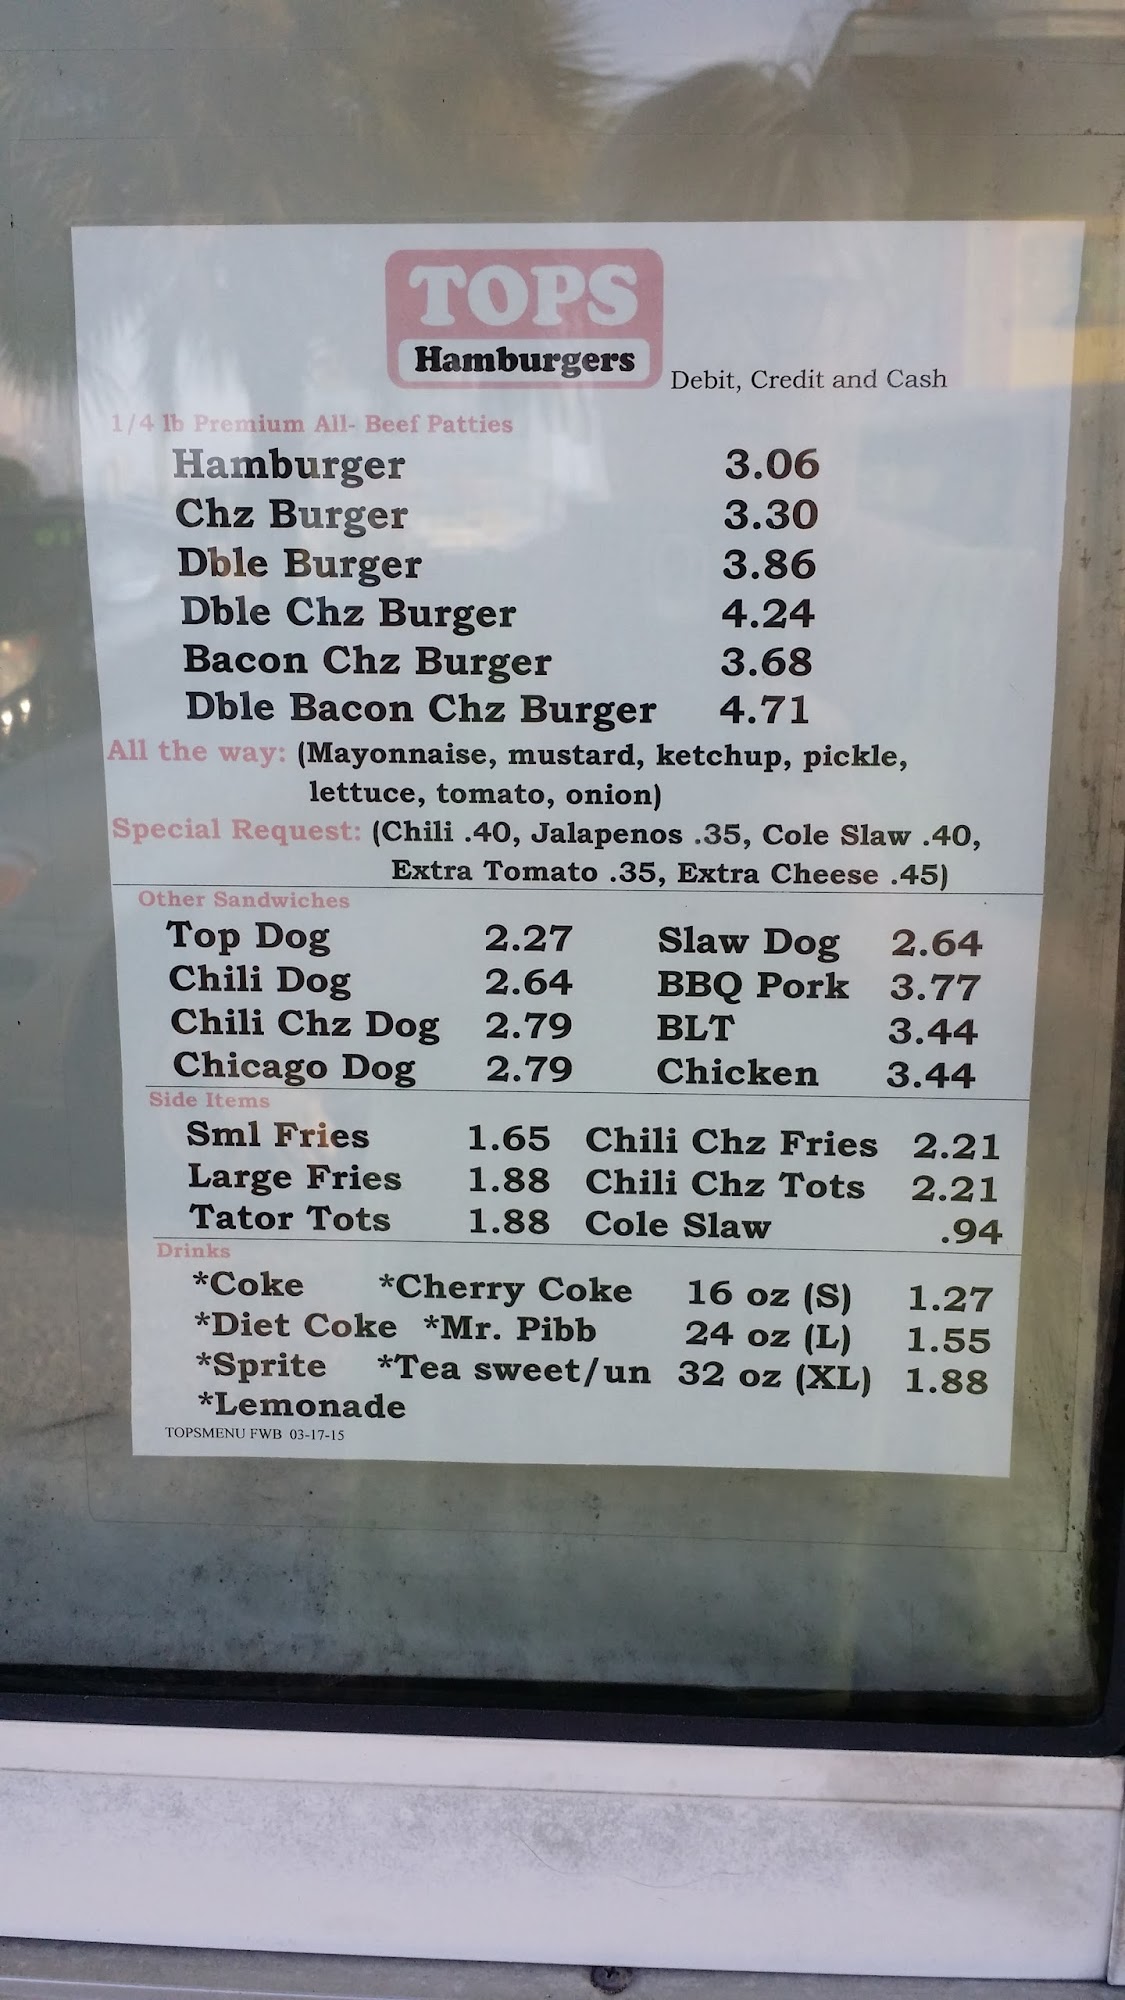 TOPS
Hamburgers
Debit, Credit and Cash
1/4 lb Premium All- Beef Patties
Hamburger 3.06
Chz Burger 3.30
Dble Burger 3.86
Dble Chz Burger 4.24
Bacon Chz Burger 3.68
Dble Bacon Chz Burger 4.71
All the way: (Mayonnaise, mustard, ketchup, pickle,
lettuce, tomato, onion)
Special Request: (Chili .40, Jalapenos .35, Cole Slaw .40,
Extra Tomato .35, Extra Cheese .45)
Other Sandwiches
Top Dog 2.27 Slaw Dog 2.64
Chili Dog 2.64 BBQ Pork 3.77
Chili Chz Dog 2.79 BLT 3.44
Chicago Dog 2.79 Chicken 3.44
Side Items
Sml Fries 1.65 Chili Chz Fries 2.21
Large Fries 1.88 Chili Chz Tots 2.21
Tator Tots 1.88 Cole Slaw .94
Drinks
*Coke *Cherry Coke 16 oz (S) 1.27
*Diet Coke *Mr. Pibb 24 oz (L) 1.55
*Sprite *Tea sweet/un 32 oz (XL) 1.88
*Lemonade
TOPSMENU FWB 03-17-15